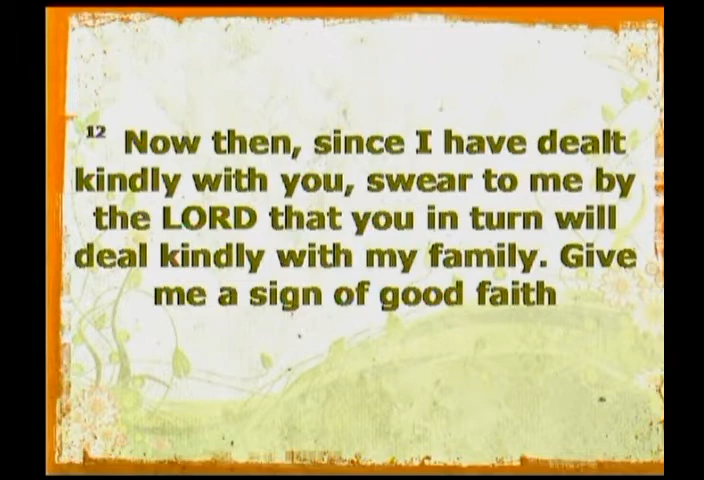 12 Now then, since I have dealt
kindly with you, swear to me by
the LORD that you in turn will
deal kindly with my family. Give
me a sign of good faith